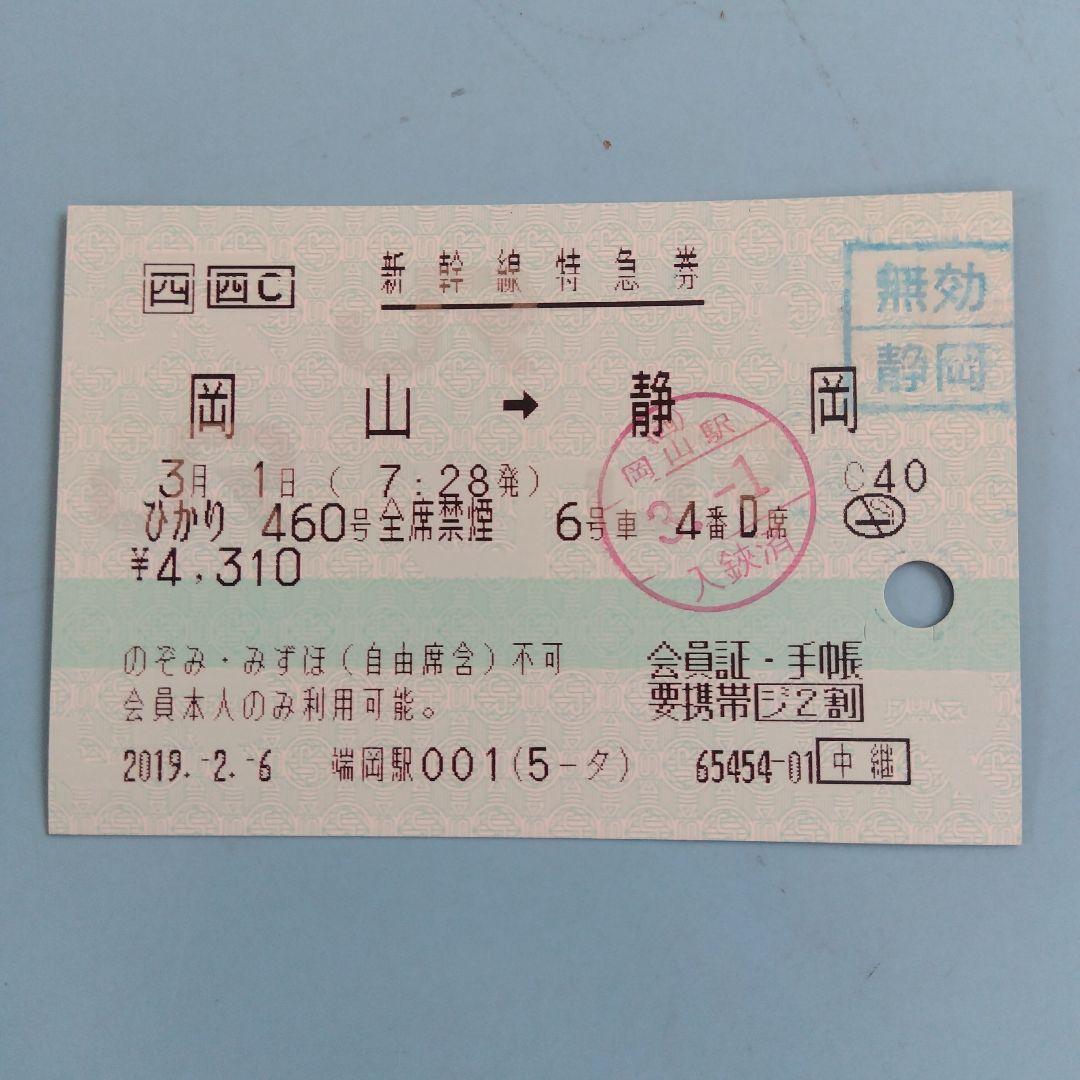 西 西C 新幹線特急券
無効
静岡
岡山→静岡
3月 1日 ( 7:28発) C40
ひかり 460号 全席禁煙 6号車 4番D席
¥4,310
岡山駅
3.-1
入鋏済
のぞみ・みずほ(自由席含)不可 会員証・手帳
会員本人のみ利用可能。 要携帯ジ2割
2019.-2.-6 端岡駅001(5-タ) 65454-01 中継